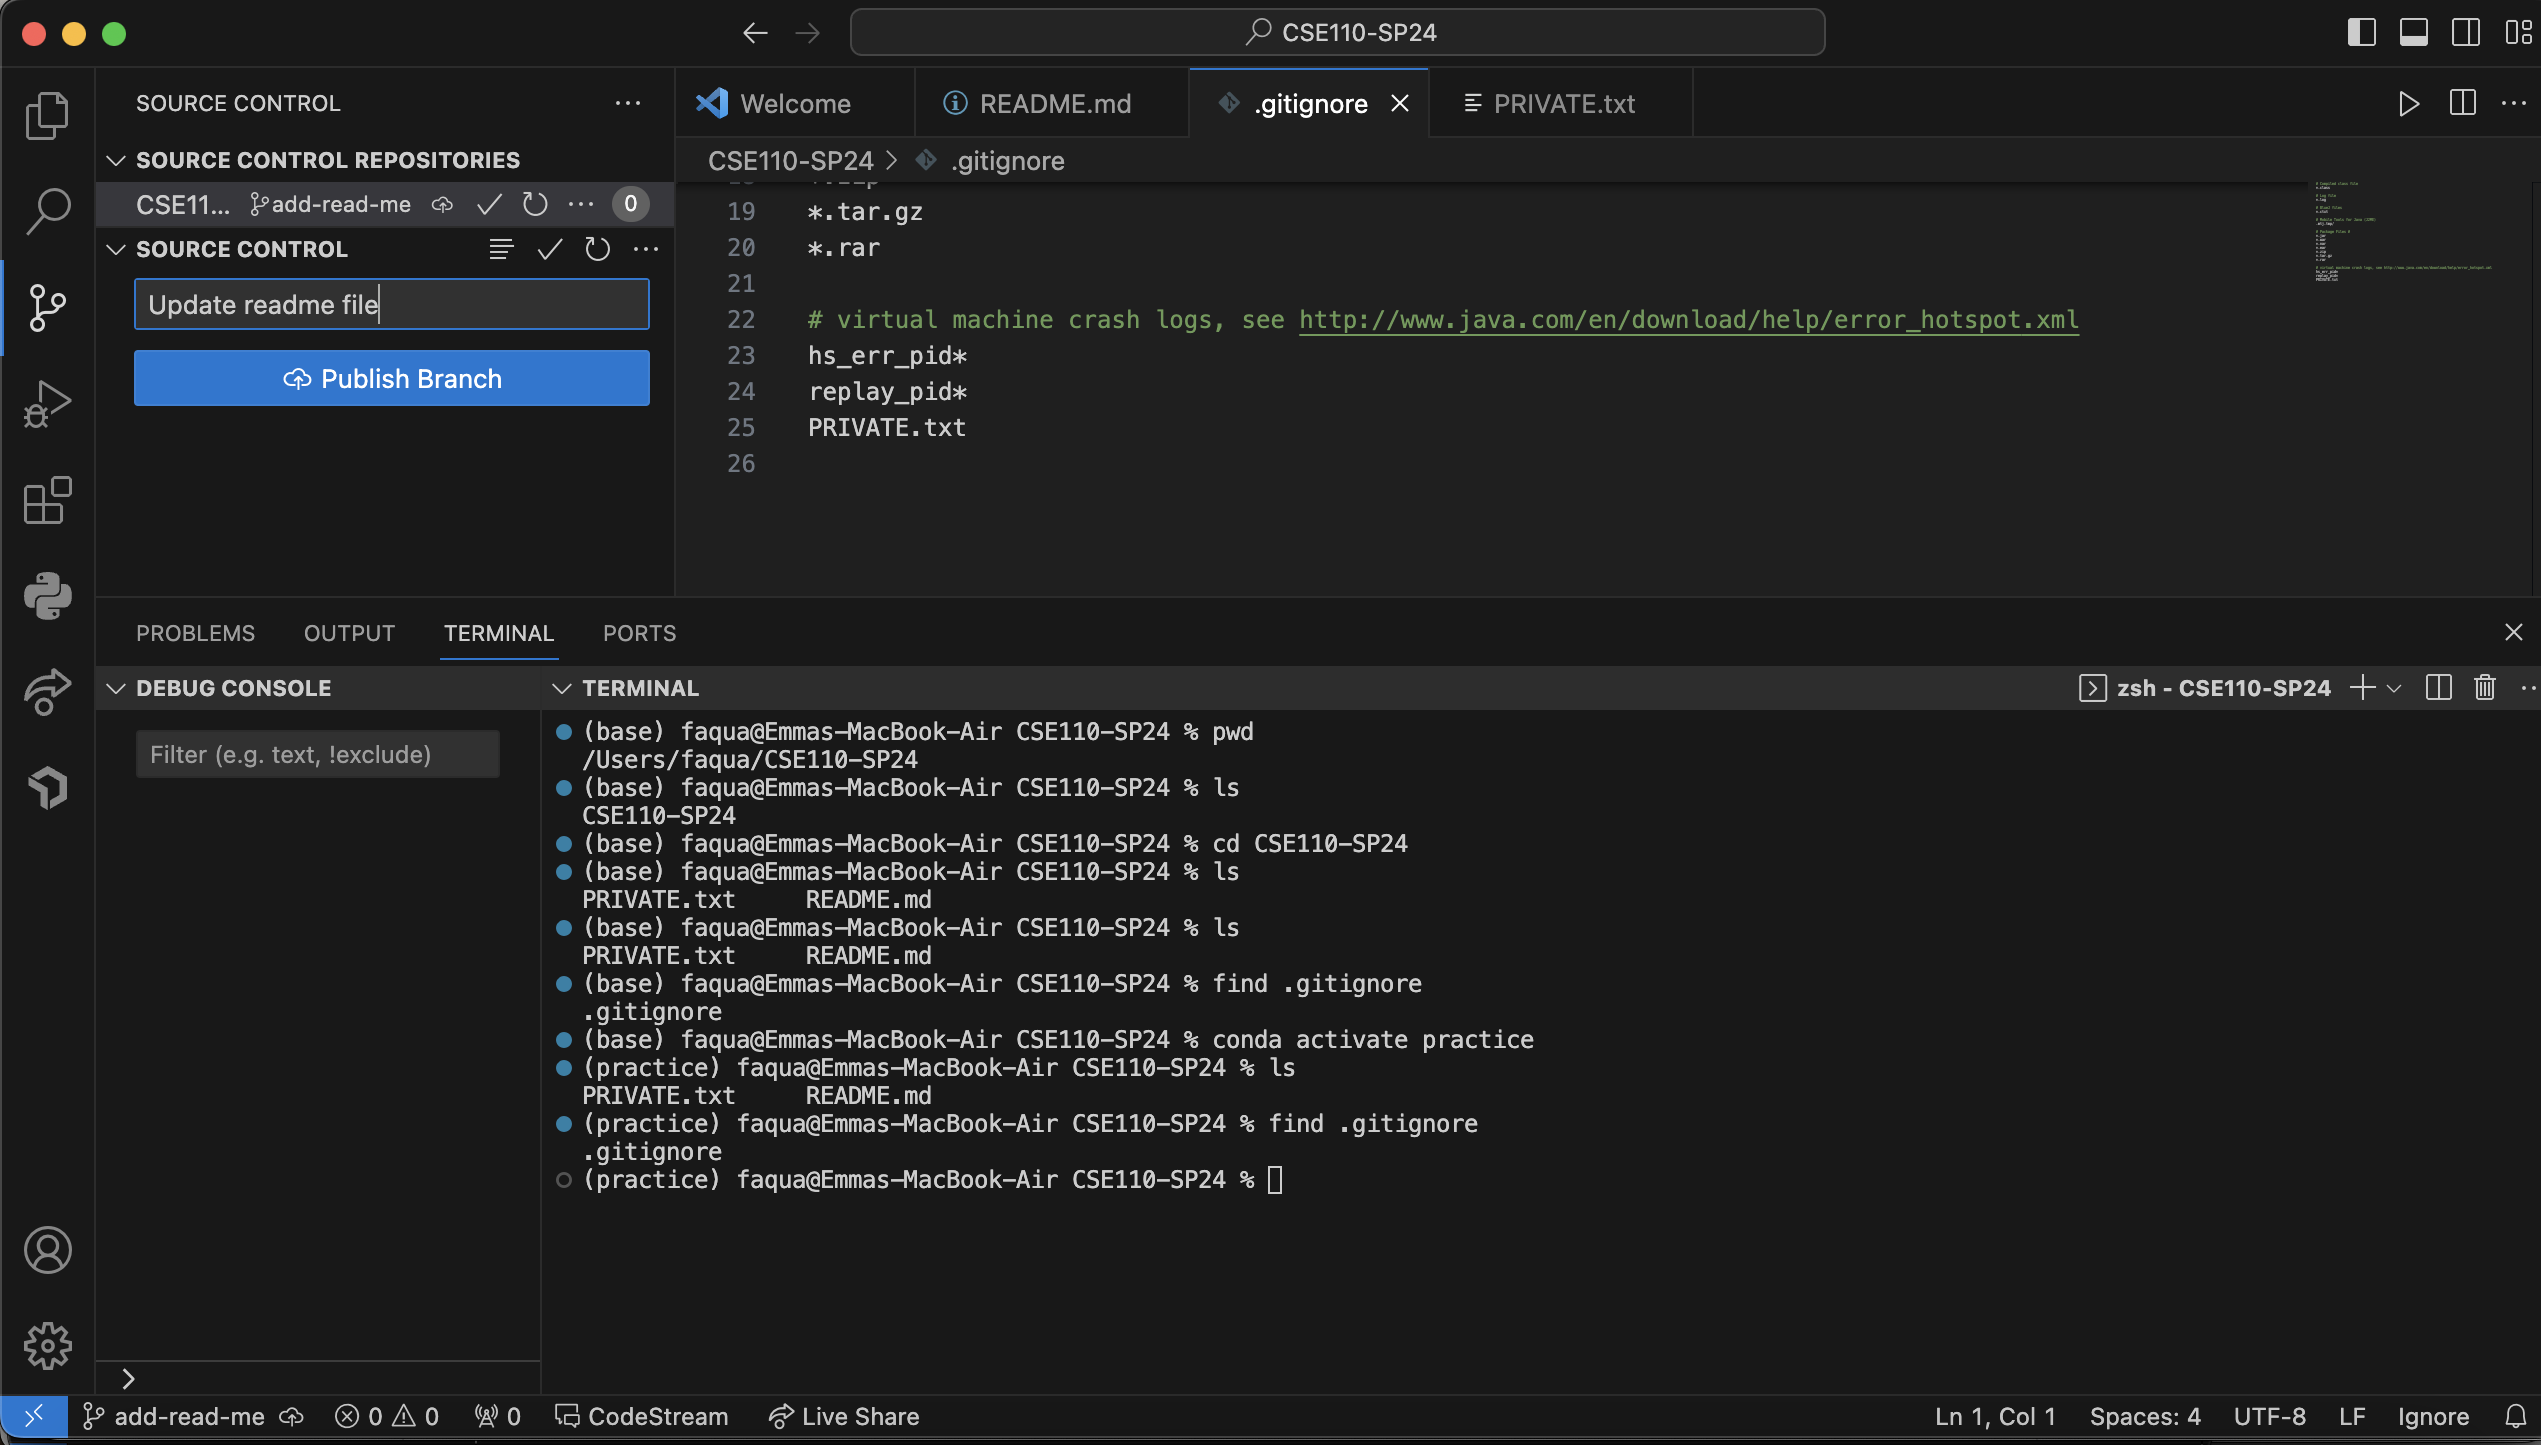 CSE110-SP24
SOURCE CONTROL
SOURCE CONTROL REPOSITORIES
CSE11... add-read-me 0
SOURCE CONTROL
Update readme file
Publish Branch
Welcome README.md .gitignore PRIVATE.txt
CSE110-SP24 > .gitignore
19 *.tar.gz
20 *.rar
21
22 # virtual machine crash logs, see http://www.java.com/en/download/help/error_hotspot.xml
23 hs_err_pid*
24 replay_pid*
25 PRIVATE.txt
26
PROBLEMS OUTPUT TERMINAL PORTS
DEBUG CONSOLE
Filter (e.g. text, !exclude)
TERMINAL
zsh - CSE110-SP24
(base) faqua@Emmas-MacBook-Air CSE110-SP24 % pwd
/Users/faqua/CSE110-SP24
(base) faqua@Emmas-MacBook-Air CSE110-SP24 % ls
CSE110-SP24
(base) faqua@Emmas-MacBook-Air CSE110-SP24 % cd CSE110-SP24
(base) faqua@Emmas-MacBook-Air CSE110-SP24 % ls
PRIVATE.txt README.md
(base) faqua@Emmas-MacBook-Air CSE110-SP24 % ls
PRIVATE.txt README.md
(base) faqua@Emmas-MacBook-Air CSE110-SP24 % find .gitignore
.gitignore
(base) faqua@Emmas-MacBook-Air CSE110-SP24 % conda activate practice
(practice) faqua@Emmas-MacBook-Air CSE110-SP24 % ls
PRIVATE.txt README.md
(practice) faqua@Emmas-MacBook-Air CSE110-SP24 % find .gitignore
.gitignore
(practice) faqua@Emmas-MacBook-Air CSE110-SP24 %
add-read-me 0 0 0 CodeStream Live Share Ln 1, Col 1 Spaces: 4 UTF-8 LF Ignore